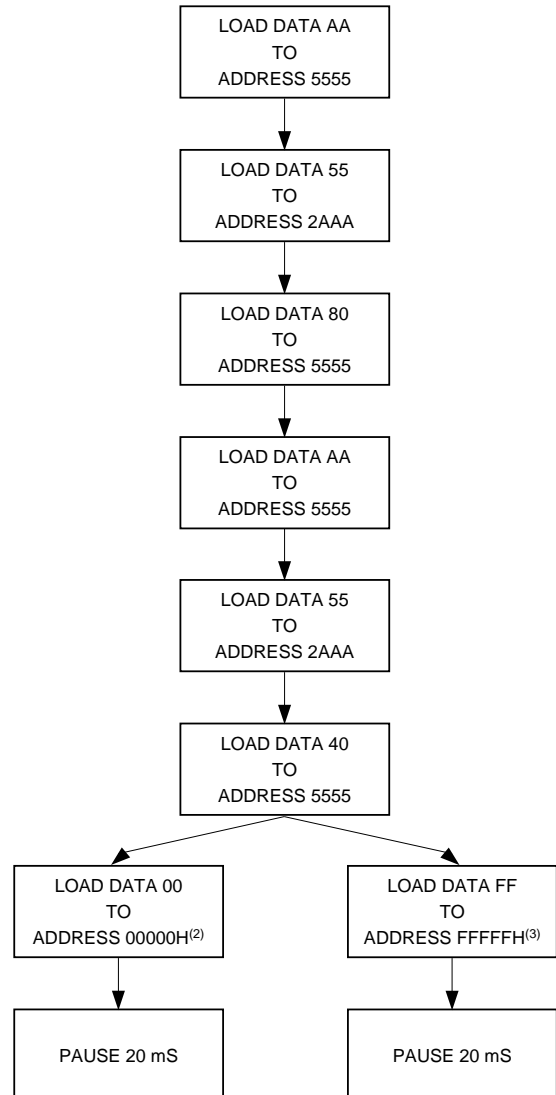 LOAD DATA AA
TO
ADDRESS 5555
LOAD DATA 55
TO
ADDRESS 2AAA
LOAD DATA 80
TO
ADDRESS 5555
LOAD DATA AA
TO
ADDRESS 5555
LOAD DATA 55
TO
ADDRESS 2AAA
LOAD DATA 40
TO
ADDRESS 5555
LOAD DATA 00
TO
ADDRESS 00000H(2)
LOAD DATA FF
TO
ADDRESS FFFFFH(3)
PAUSE 20 mS
PAUSE 20 mS